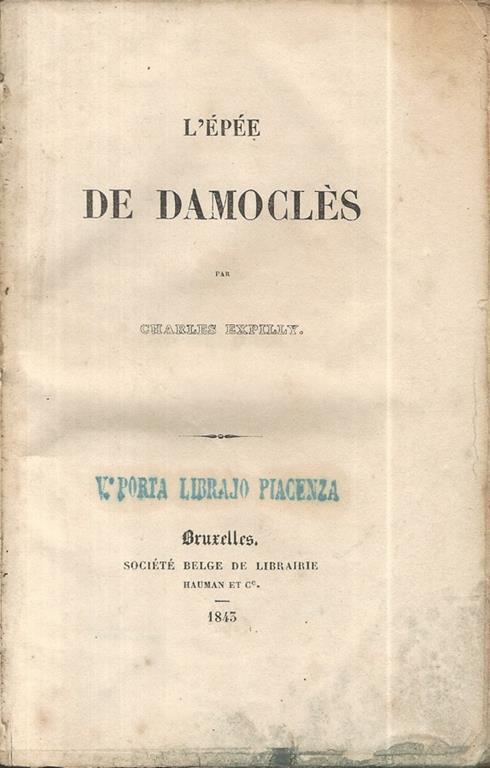 L'ÉPÉE
DE DAMOCLÈS
PAR
CHARLES EXPILLY.
V.º PORTA LIBRAJO PIACENZA
Bruxelles.
SOCIÉTÉ BELGE DE LIBRAIRIE
HAUMAN ET Cᵉ.
1843